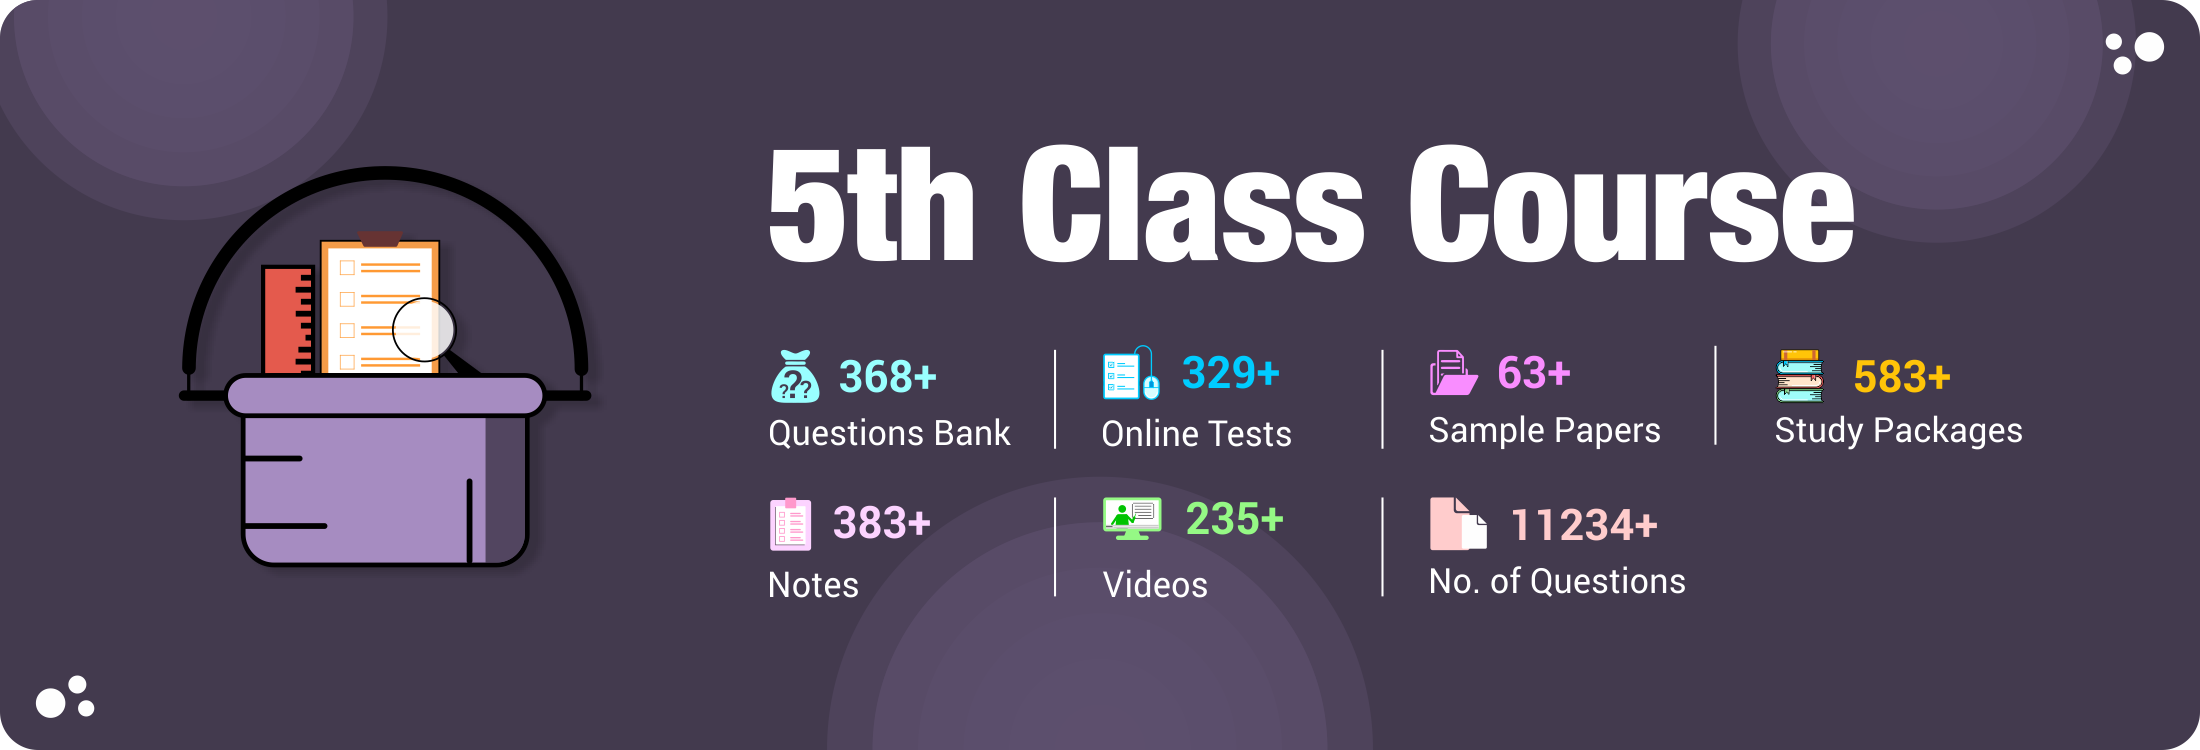 5th Class Course
368+
Questions Bank
329+
Online Tests
63+
Sample Papers
583+
Study Packages
383+
Notes
235+
Videos
11234+
No. of Questions